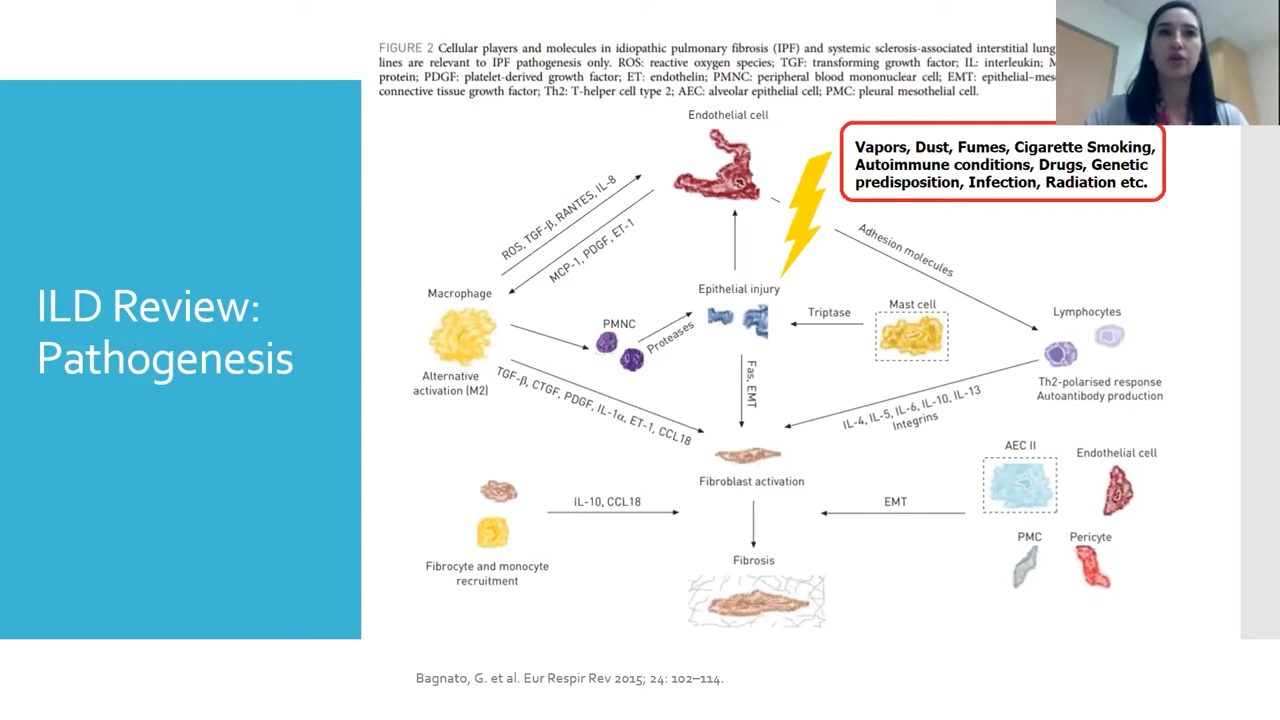 ILD Review:
Pathogenesis
FIGURE 2 Cellular players and molecules in idiopathic pulmonary fibrosis (IPF) and systemic sclerosis-associated interstitial lung
lines are relevant to IPF pathogenesis only. ROS: reactive oxygen species; TGF: transforming growth factor; IL: interleukin; M
protein; PDGF: platelet-derived growth factor; ET: endothelin; PMNC: peripheral blood mononuclear cell; EMT: epithelial–mes
connective tissue growth factor; Th2: T-helper cell type 2; AEC: alveolar epithelial cell; PMC: pleural mesothelial cell.
Endothelial cell
Vapors, Dust, Fumes, Cigarette Smoking,
Autoimmune conditions, Drugs, Genetic
predisposition, Infection, Radiation etc.
ROS, TGF-β, RANTES, IL-8
MCP-1, PDGF, ET-1
Adhesion molecules
Macrophage
Epithelial injury
PMNC
Proteases
Triptase
Mast cell
Lymphocytes
Alternative
activation (M2)
TGF-β, CTGF, PDGF, IL-1α, ET-1, CCL18
Fas, EMT
Th2-polarised response
Autoantibody production
IL-4, IL-5, IL-6, IL-10, IL-13
Integrins
Fibroblast activation
AEC II
Endothelial cell
IL-10, CCL18
EMT
Fibrocyte and monocyte
recruitment
Fibrosis
PMC
Pericyte
Bagnato, G. et al. Eur Respir Rev 2015; 24: 102–114.